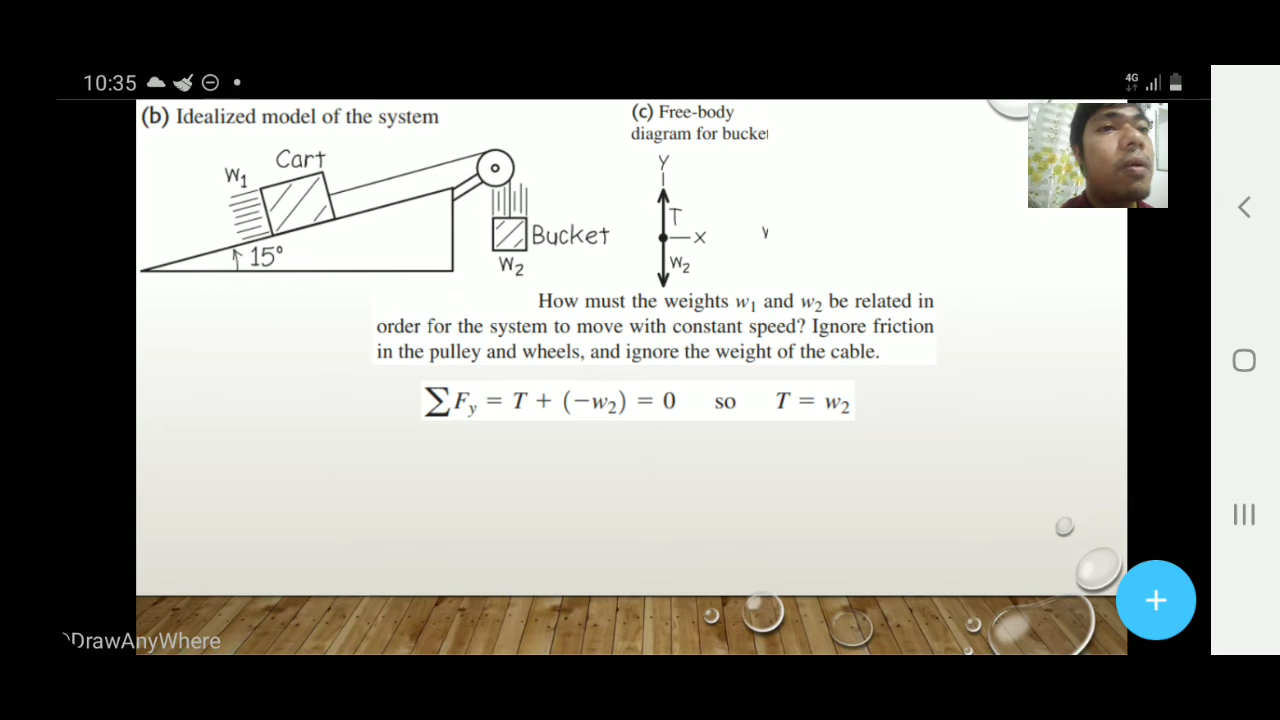 10:35
4G
(b) Idealized model of the system
(c) Free-body
diagram for bucket
Cart
W₁
15°
Bucket
W₂
Y
T
X
W₂
How must the weights w₁ and w₂ be related in
order for the system to move with constant speed? Ignore friction
in the pulley and wheels, and ignore the weight of the cable.
∑Fy = T + (−w₂) = 0 so T = w₂
DrawAnyWhere